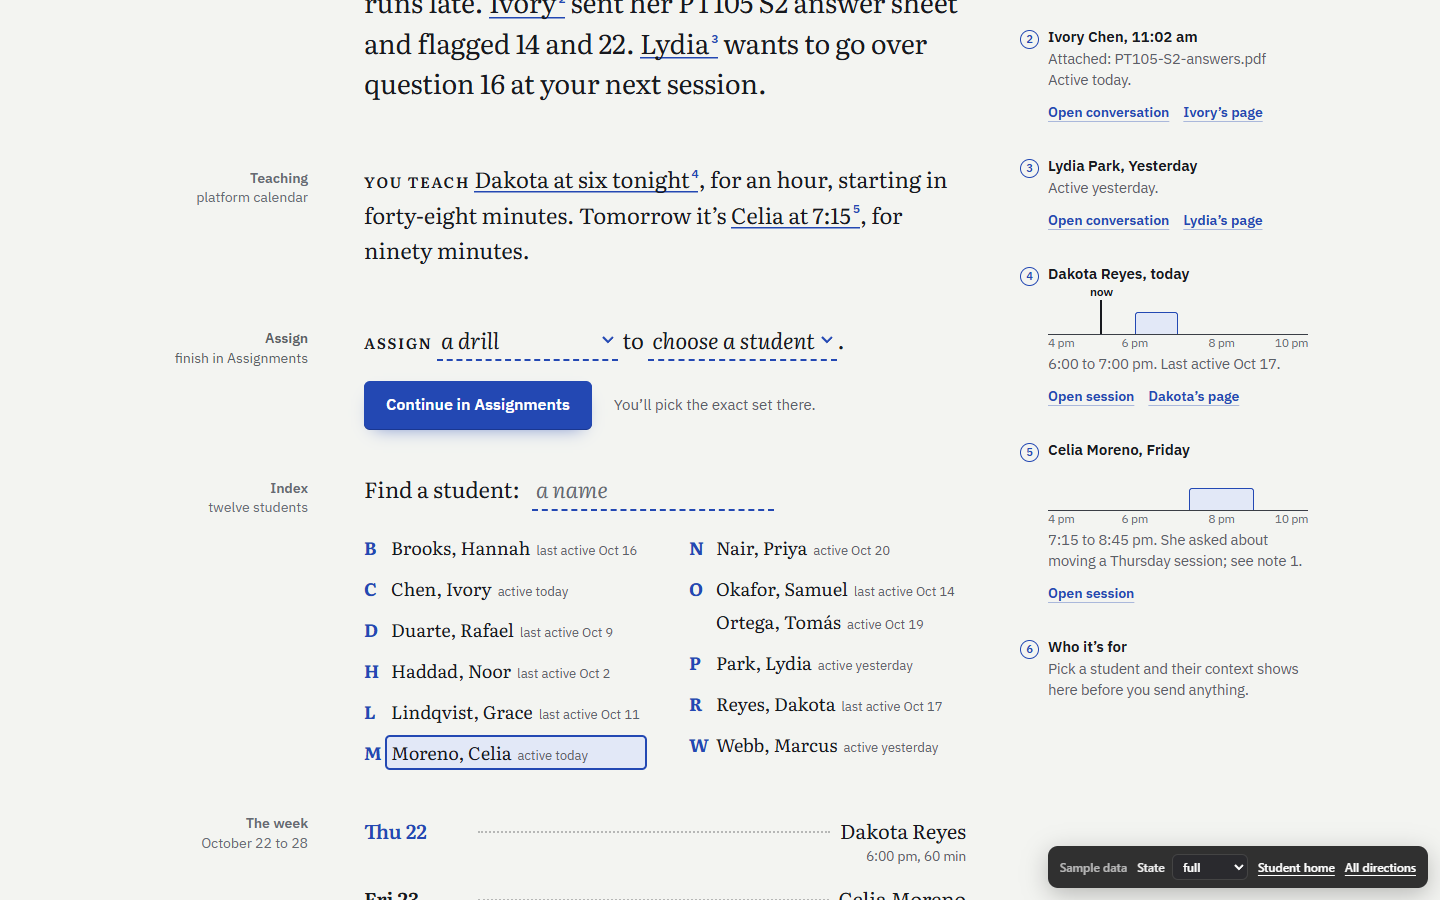 runs late. Ivory² sent her PT105 S2 answer sheet
and flagged 14 and 22. Lydia³ wants to go over
question 16 at your next session.
Teaching
platform calendar
YOU TEACH Dakota at six tonight⁴, for an hour, starting in
forty-eight minutes. Tomorrow it’s Celia at 7:15⁵, for
ninety minutes.
Assign
finish in Assignments
ASSIGN a drill to choose a student.
Continue in Assignments
You’ll pick the exact set there.
Index
twelve students
Find a student: a name
B Brooks, Hannah last active Oct 16
C Chen, Ivory active today
D Duarte, Rafael last active Oct 9
H Haddad, Noor last active Oct 2
L Lindqvist, Grace last active Oct 11
M Moreno, Celia active today
N Nair, Priya active Oct 20
O Okafor, Samuel last active Oct 14
Ortega, Tomás active Oct 19
P Park, Lydia active yesterday
R Reyes, Dakota last active Oct 17
W Webb, Marcus active yesterday
The week
October 22 to 28
Thu 22 Dakota Reyes
6:00 pm, 60 min
Fri 23 Celia Moreno
2 Ivory Chen, 11:02 am
Attached: PT105-S2-answers.pdf
Active today.
Open conversation Ivory’s page
3 Lydia Park, Yesterday
Active yesterday.
Open conversation Lydia’s page
4 Dakota Reyes, today
now
4 pm 6 pm 8 pm 10 pm
6:00 to 7:00 pm. Last active Oct 17.
Open session Dakota’s page
5 Celia Moreno, Friday
4 pm 6 pm 8 pm 10 pm
7:15 to 8:45 pm. She asked about
moving a Thursday session; see note 1.
Open session
6 Who it’s for
Pick a student and their context shows
here before you send anything.
Sample data State full Student home All directions